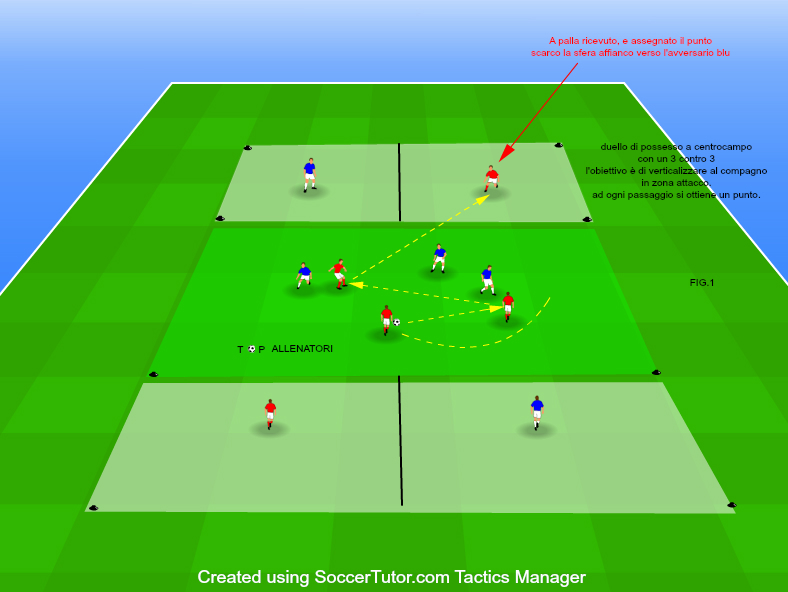 A palla ricevuto, e assegnato il punto
scarco la sfera affianco verso l'avversario blu
duello di possesso a centrocampo
con un 3 contro 3
l'obiettivo è di verticalizzare al compagno
in zona attacco.
ad ogni passaggio si ottiene un punto.
FIG.1
T P ALLENATORI
Created using SoccerTutor.com Tactics Manager